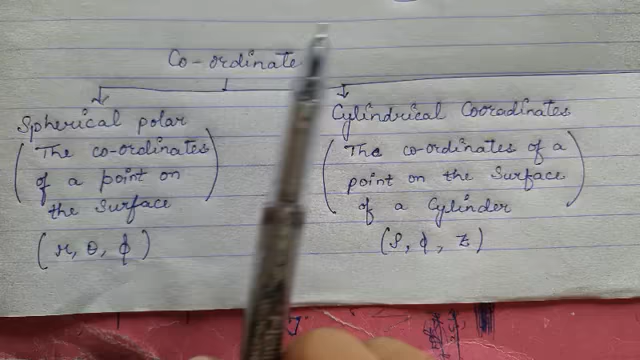 Co-ordinate
Spherical polar
(The co-ordinates
of a point on
the surface)
(r, θ, ϕ)
Cylindrical Coordinates
(The co-ordinates of a
point on the Surface
of a Cylinder)
(ρ, ϕ, z)